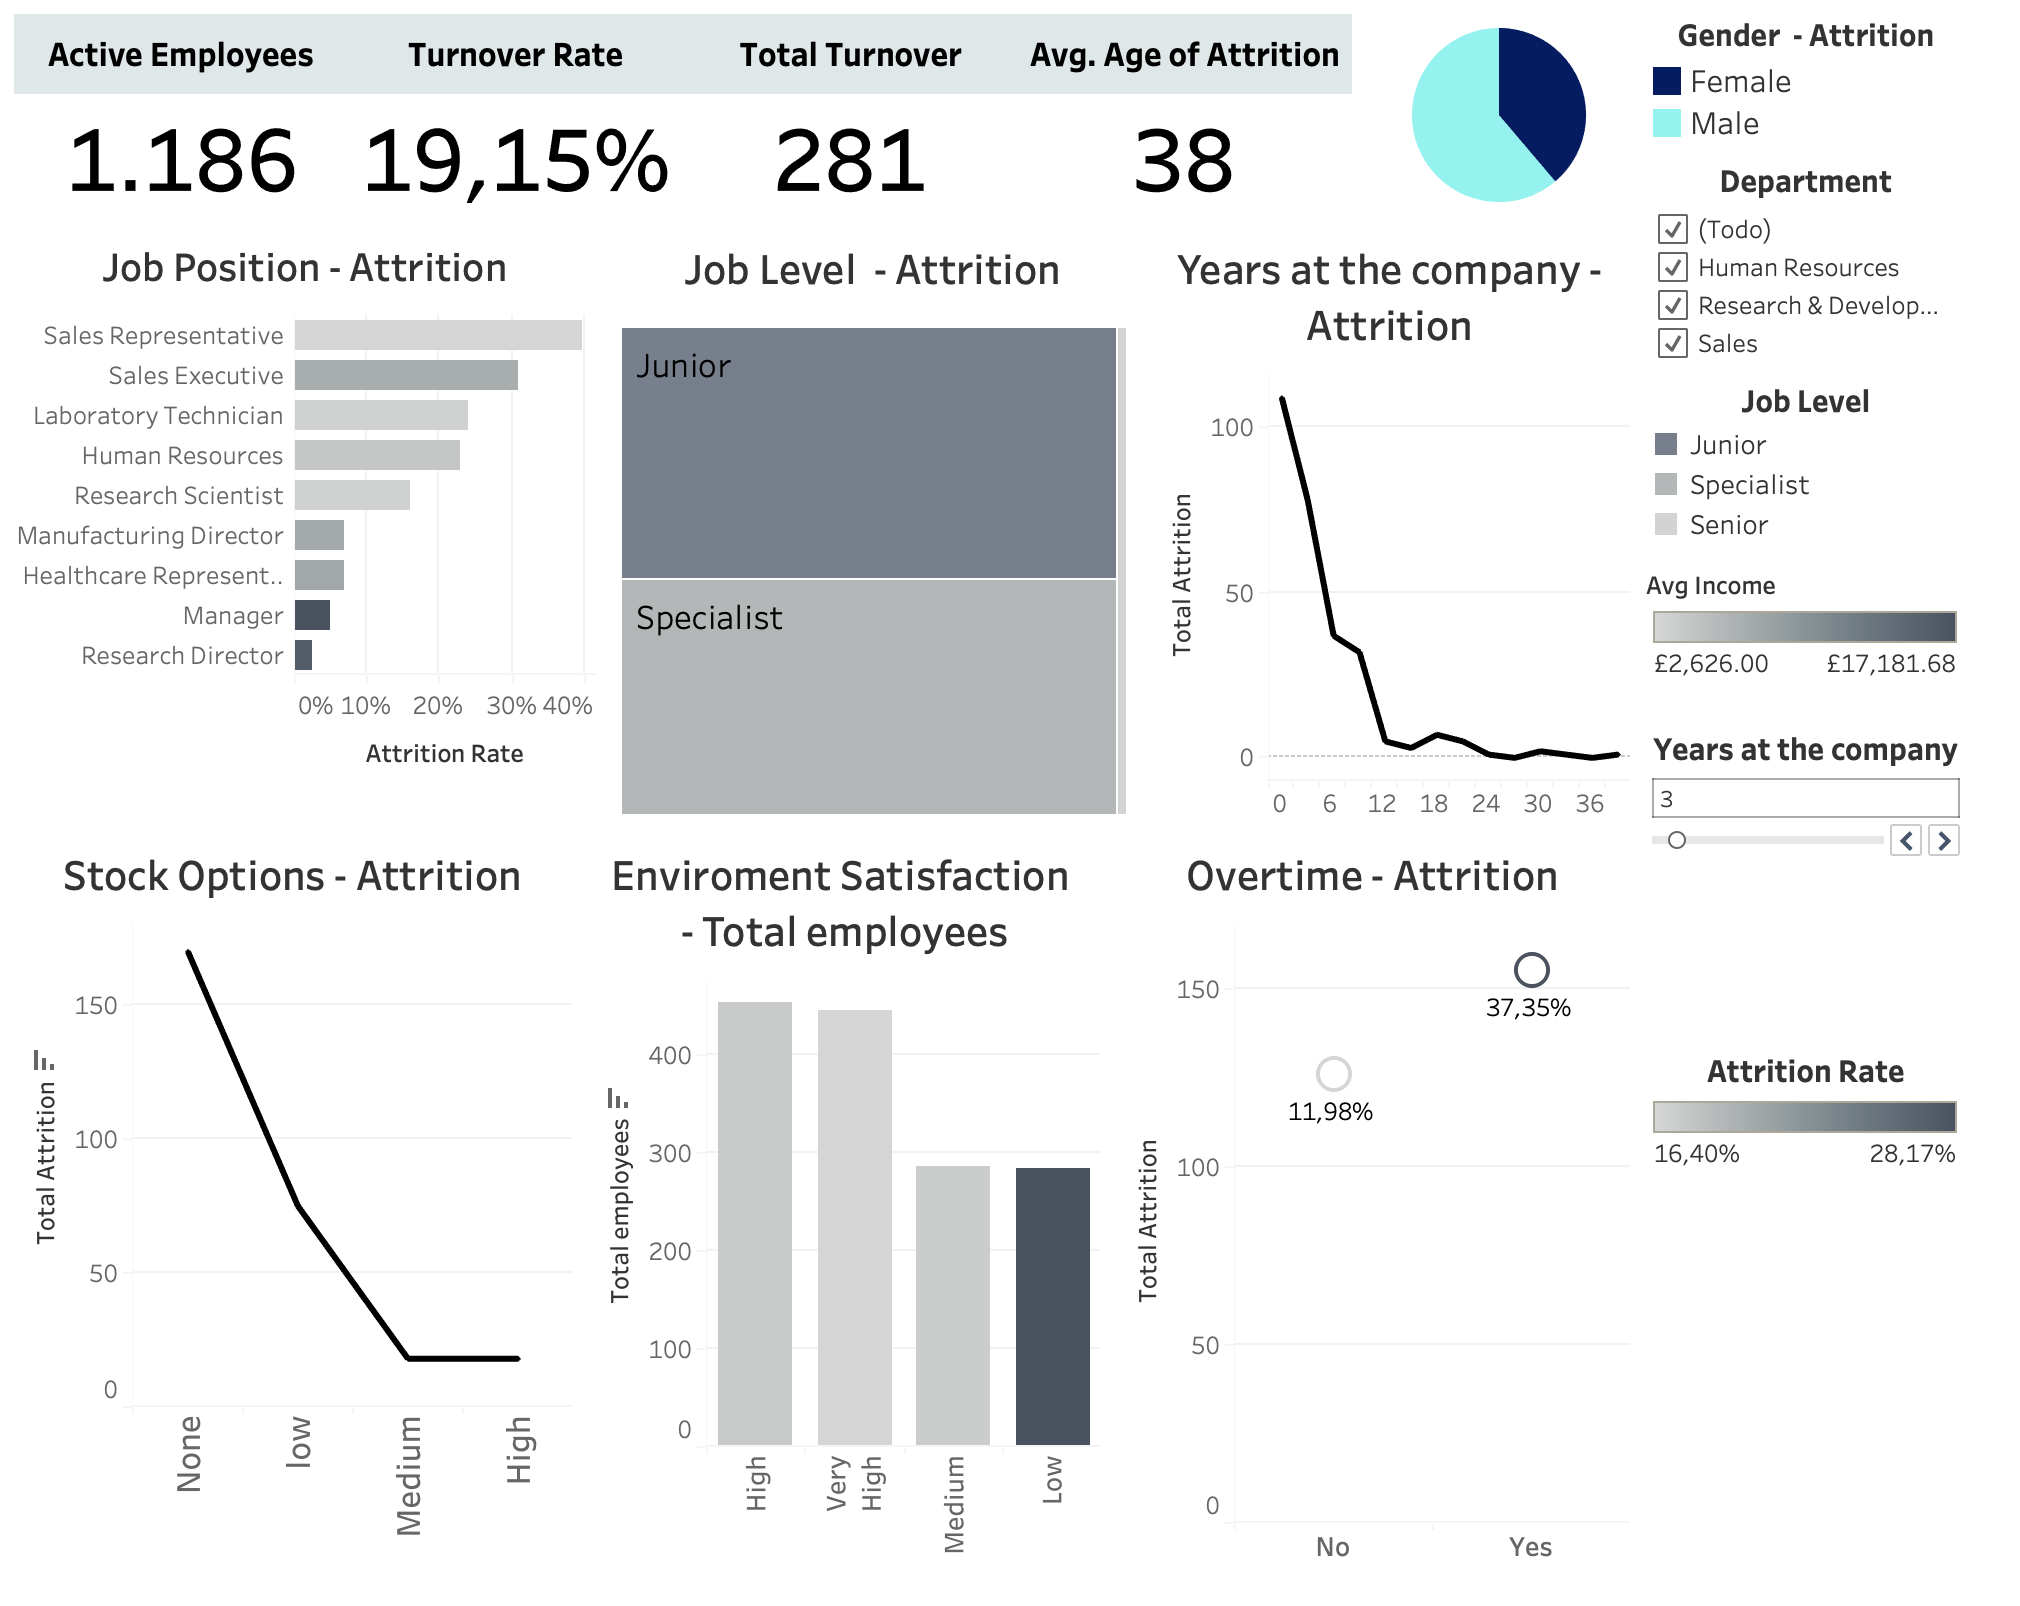 Active Employees
Turnover Rate
Total Turnover
Avg. Age of Attrition
1.186
19,15%
281
38
Gender - Attrition
Female
Male
Department
(Todo)
Human Resources
Research & Develop...
Sales
Job Level
Junior
Specialist
Senior
Avg Income
£2,626.00
£17,181.68
Years at the company
3
Job Position - Attrition
Sales Representative
Sales Executive
Laboratory Technician
Human Resources
Research Scientist
Manufacturing Director
Healthcare Represent..
Manager
Research Director
0% 10% 20% 30% 40%
Attrition Rate
Job Level - Attrition
Junior
Specialist
Years at the company -
Attrition
Total Attrition
100
50
0
0 6 12 18 24 30 36
Stock Options - Attrition
Total Attrition
150
100
50
0
None
low
Medium
High
Enviroment Satisfaction
- Total employees
Total employees
400
300
200
100
0
High
Very
High
Medium
Low
Overtime - Attrition
Total Attrition
150
100
50
0
37,35%
11,98%
No
Yes
Attrition Rate
16,40%
28,17%